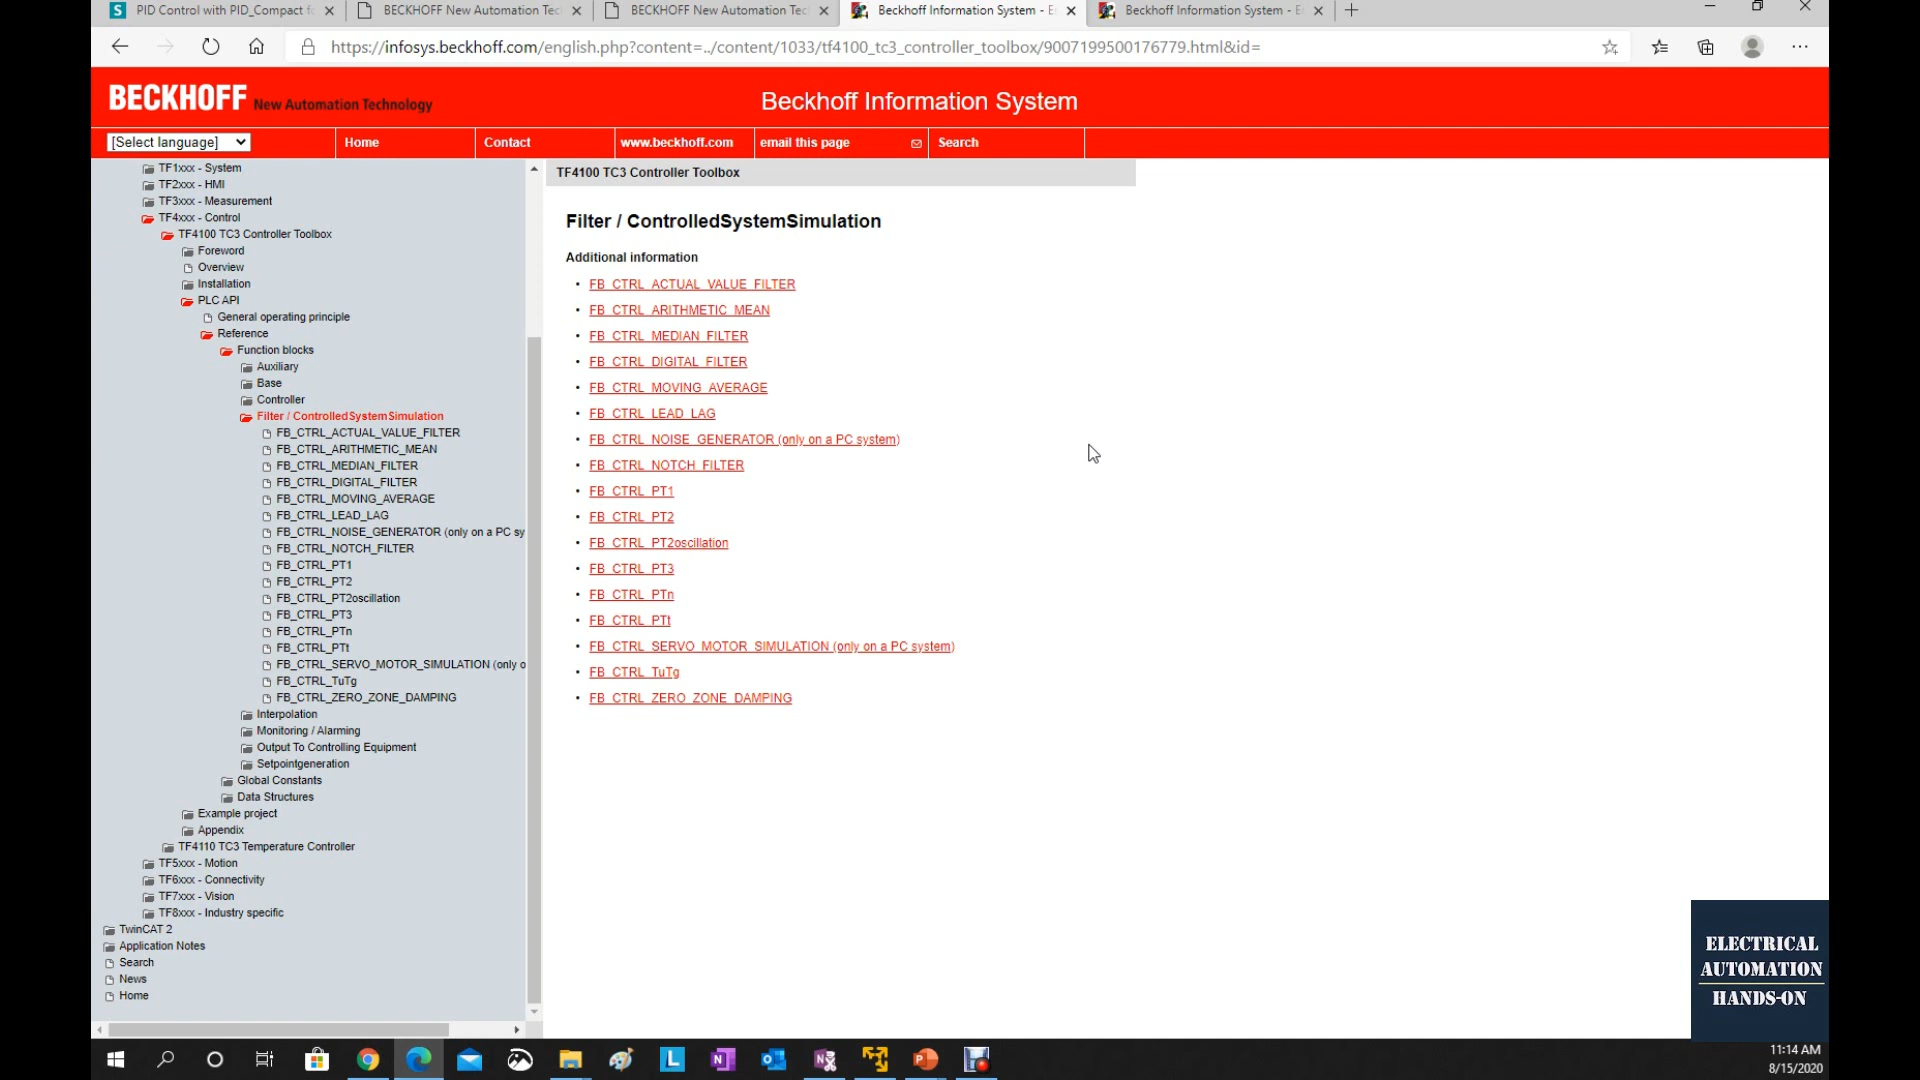 PID Control with PID_Compact f
BECKHOFF New Automation Tec
BECKHOFF New Automation Tec
Beckhoff Information System - E
Beckhoff Information System - E
https://infosys.beckhoff.com/english.php?content=../content/1033/tf4100_tc3_controller_toolbox/9007199500176779.html&id=
BECKHOFF New Automation Technology
Beckhoff Information System
[Select language]
Home
Contact
www.beckhoff.com
email this page
Search
TF1xxx - System
TF2xxx - HMI
TF3xxx - Measurement
TF4xxx - Control
TF4100 TC3 Controller Toolbox
Foreword
Overview
Installation
PLC API
General operating principle
Reference
Function blocks
Auxiliary
Base
Controller
Filter / ControlledSystemSimulation
FB_CTRL_ACTUAL_VALUE_FILTER
FB_CTRL_ARITHMETIC_MEAN
FB_CTRL_MEDIAN_FILTER
FB_CTRL_DIGITAL_FILTER
FB_CTRL_MOVING_AVERAGE
FB_CTRL_LEAD_LAG
FB_CTRL_NOISE_GENERATOR (only on a PC sy
FB_CTRL_NOTCH_FILTER
FB_CTRL_PT1
FB_CTRL_PT2
FB_CTRL_PT2oscillation
FB_CTRL_PT3
FB_CTRL_PTn
FB_CTRL_PTt
FB_CTRL_SERVO_MOTOR_SIMULATION (only o
FB_CTRL_TuTg
FB_CTRL_ZERO_ZONE_DAMPING
Interpolation
Monitoring / Alarming
Output To Controlling Equipment
Setpointgeneration
Global Constants
Data Structures
Example project
Appendix
TF4110 TC3 Temperature Controller
TF5xxx - Motion
TF6xxx - Connectivity
TF7xxx - Vision
TF8xxx - Industry specific
TwinCAT 2
Application Notes
Search
News
Home
TF4100 TC3 Controller Toolbox
Filter / ControlledSystemSimulation
Additional information
• FB_CTRL_ACTUAL_VALUE_FILTER
• FB_CTRL_ARITHMETIC_MEAN
• FB_CTRL_MEDIAN_FILTER
• FB_CTRL_DIGITAL_FILTER
• FB_CTRL_MOVING_AVERAGE
• FB_CTRL_LEAD_LAG
• FB_CTRL_NOISE_GENERATOR (only on a PC system)
• FB_CTRL_NOTCH_FILTER
• FB_CTRL_PT1
• FB_CTRL_PT2
• FB_CTRL_PT2oscillation
• FB_CTRL_PT3
• FB_CTRL_PTn
• FB_CTRL_PTt
• FB_CTRL_SERVO_MOTOR_SIMULATION (only on a PC system)
• FB_CTRL_TuTg
• FB_CTRL_ZERO_ZONE_DAMPING
ELECTRICAL
AUTOMATION
HANDS-ON
11:14 AM
8/15/2020